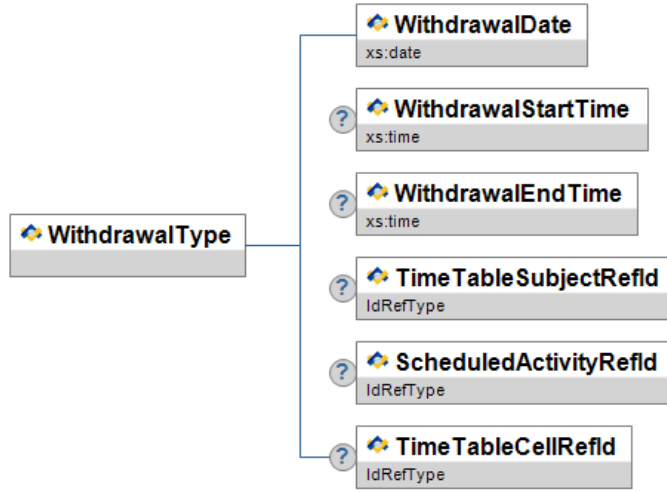 WithdrawalDate
xs:date
?
WithdrawalStartTime
xs:time
?
WithdrawalEndTime
xs:time
WithdrawalType
?
TimeTableSubjectRefId
IdRefType
?
ScheduledActivityRefId
IdRefType
?
TimeTableCellRefId
IdRefType